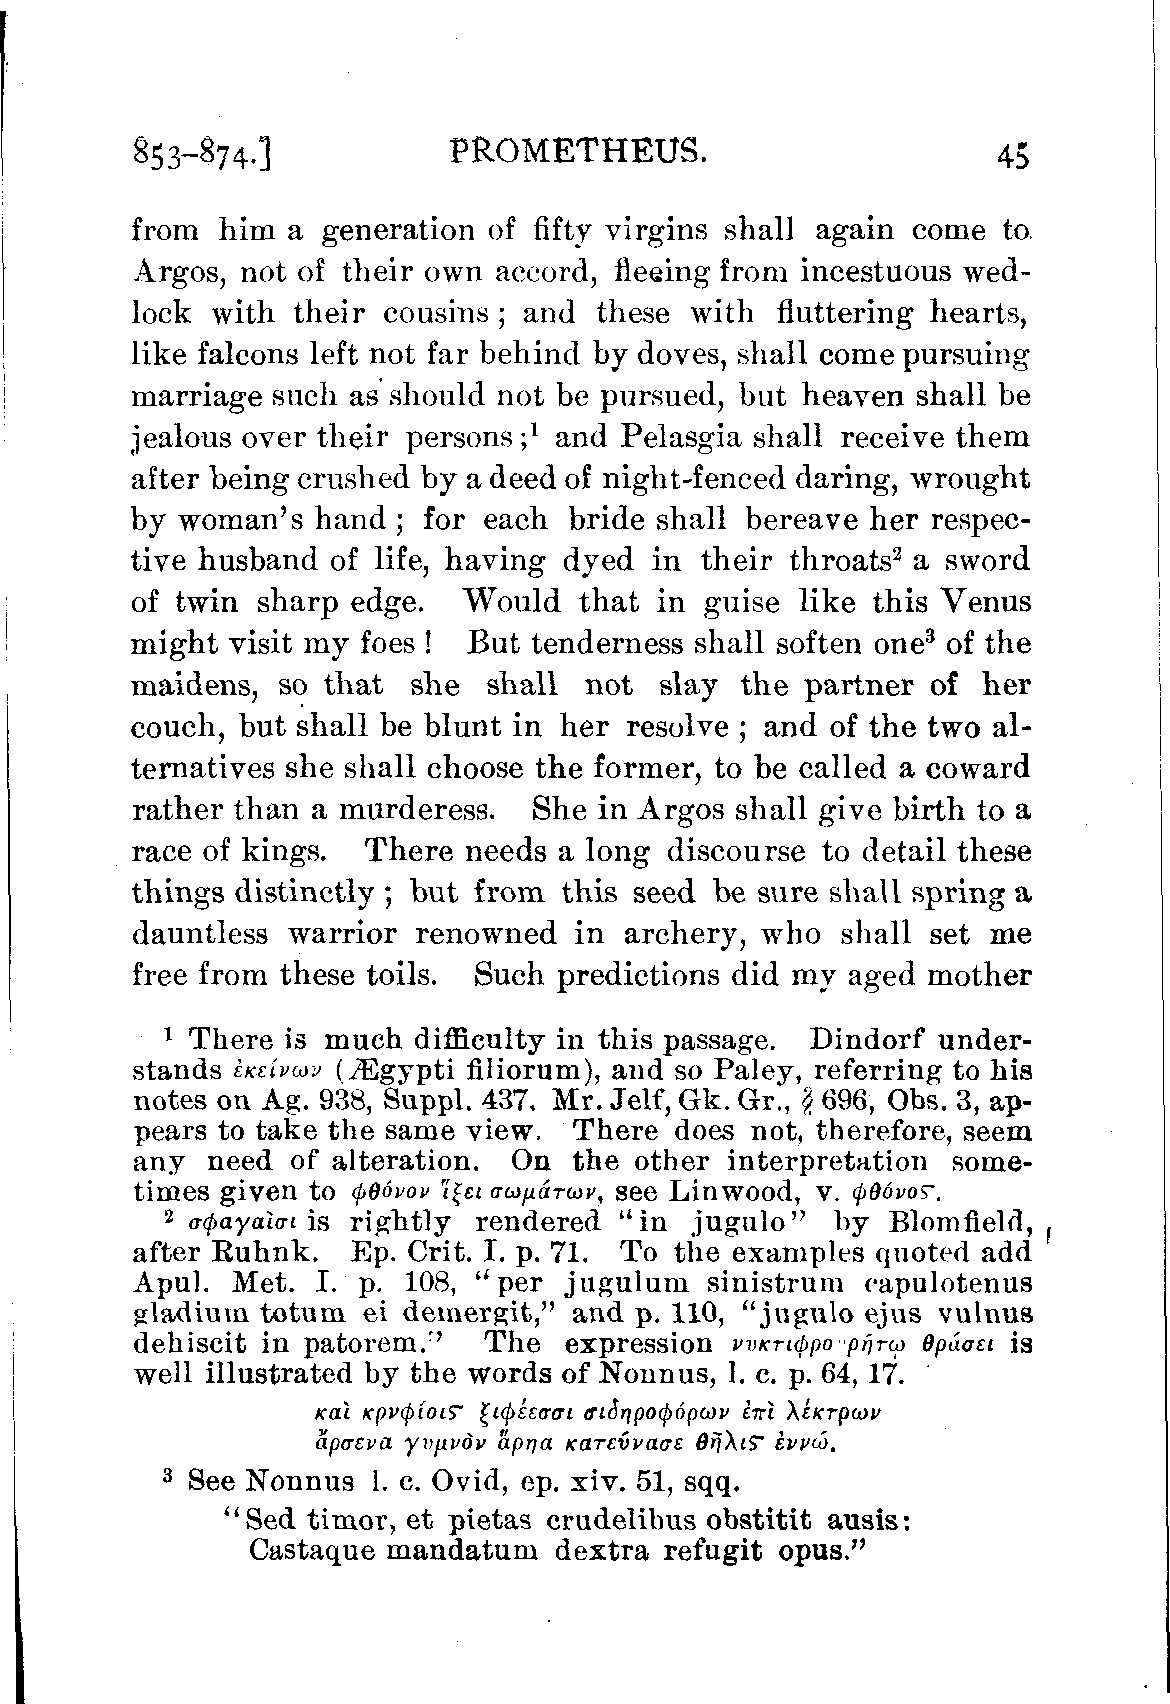 853–874.] PROMETHEUS. 45
from him a generation of fifty virgins shall again come to
Argos, not of their own accord, fleeing from incestuous wed-
lock with their cousins; and these with fluttering hearts,
like falcons left not far behind by doves, shall come pursuing
marriage such as should not be pursued, but heaven shall be
jealous over their persons;¹ and Pelasgia shall receive them
after being crushed by a deed of night-fenced daring, wrought
by woman's hand; for each bride shall bereave her respec-
tive husband of life, having dyed in their throats² a sword
of twin sharp edge. Would that in guise like this Venus
might visit my foes! But tenderness shall soften one³ of the
maidens, so that she shall not slay the partner of her
couch, but shall be blunt in her resolve; and of the two al-
ternatives she shall choose the former, to be called a coward
rather than a murderess. She in Argos shall give birth to a
race of kings. There needs a long discourse to detail these
things distinctly; but from this seed be sure shall spring a
dauntless warrior renowned in archery, who shall set me
free from these toils. Such predictions did my aged mother
¹ There is much difficulty in this passage. Dindorf under-
stands ἐκείνων (Ægypti filiorum), and so Paley, referring to his
notes on Ag. 938, Suppl. 437. Mr. Jelf, Gk. Gr., § 696, Obs. 3, ap-
pears to take the same view. There does not, therefore, seem
any need of alteration. On the other interpretation some-
times given to φθόνον ἵξει σωμάτων, see Linwood, v. φθόνος.
² σφαγαῖσι is rightly rendered "in jugulo" by Blomfield,
after Ruhnk. Ep. Crit. I. p. 71. To the examples quoted add
Apul. Met. I. p. 108, "per jugulum sinistrum capulotenus
gladium totum ei demergit," and p. 110, "jugulo ejus vulnus
dehiscit in patorem." The expression νυκτιφρουρήτῳ θράσει is
well illustrated by the words of Nonnus, l. c. p. 64, 17.
καὶ κρυφίοις ξιφέεσσι σιδηροφόρων ἐπὶ λέκτρων
ἄρσενα γυμνὸν ἄρηα κατεύνασε θῆλις ἐννώ.
³ See Nonnus l. c. Ovid, ep. xiv. 51, sqq.
"Sed timor, et pietas crudelibus obstitit ausis:
Castaque mandatum dextra refugit opus."